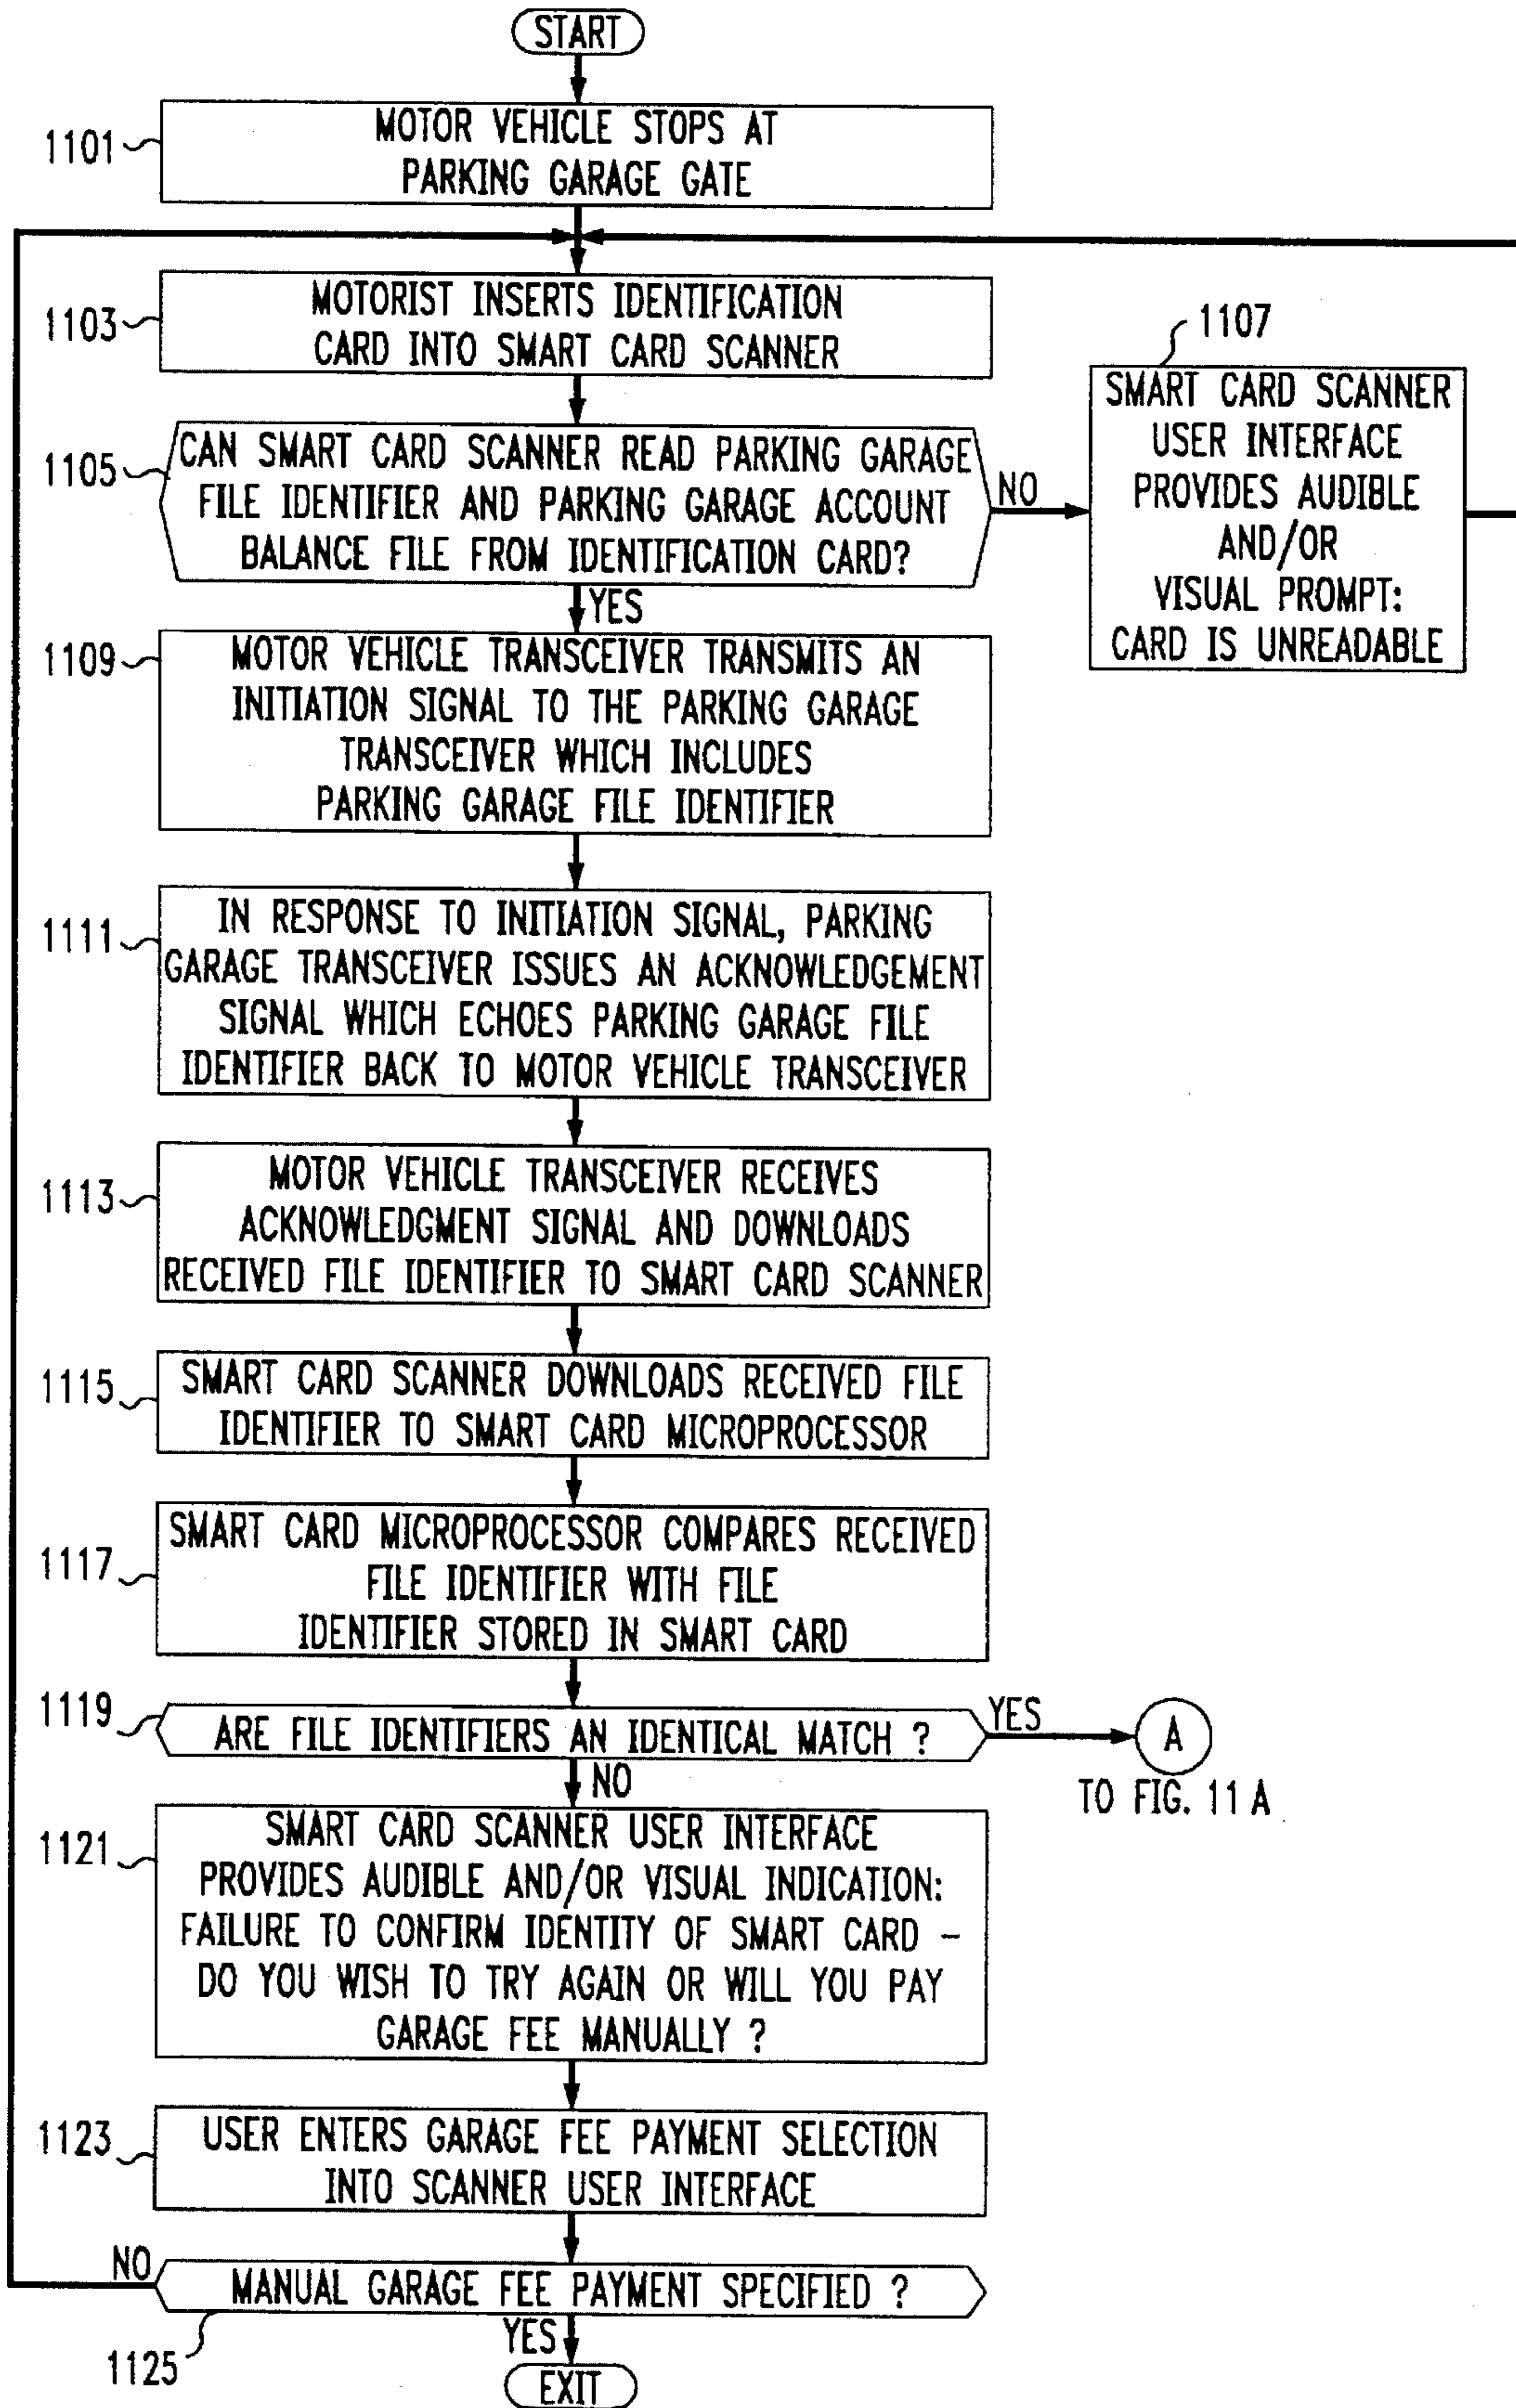 START
1101
MOTOR VEHICLE STOPS AT
PARKING GARAGE GATE
1103
MOTORIST INSERTS IDENTIFICATION
CARD INTO SMART CARD SCANNER
1105
CAN SMART CARD SCANNER READ PARKING GARAGE
FILE IDENTIFIER AND PARKING GARAGE ACCOUNT
BALANCE FILE FROM IDENTIFICATION CARD?
NO
1107
SMART CARD SCANNER
USER INTERFACE
PROVIDES AUDIBLE
AND/OR
VISUAL PROMPT:
CARD IS UNREADABLE
YES
1109
MOTOR VEHICLE TRANSCEIVER TRANSMITS AN
INITIATION SIGNAL TO THE PARKING GARAGE
TRANSCEIVER WHICH INCLUDES
PARKING GARAGE FILE IDENTIFIER
1111
IN RESPONSE TO INITIATION SIGNAL, PARKING
GARAGE TRANSCEIVER ISSUES AN ACKNOWLEDGEMENT
SIGNAL WHICH ECHOES PARKING GARAGE FILE
IDENTIFIER BACK TO MOTOR VEHICLE TRANSCEIVER
1113
MOTOR VEHICLE TRANSCEIVER RECEIVES
ACKNOWLEDGMENT SIGNAL AND DOWNLOADS
RECEIVED FILE IDENTIFIER TO SMART CARD SCANNER
1115
SMART CARD SCANNER DOWNLOADS RECEIVED FILE
IDENTIFIER TO SMART CARD MICROPROCESSOR
1117
SMART CARD MICROPROCESSOR COMPARES RECEIVED
FILE IDENTIFIER WITH FILE
IDENTIFIER STORED IN SMART CARD
1119
ARE FILE IDENTIFIERS AN IDENTICAL MATCH ?
YES
A
TO FIG. 11 A
NO
1121
SMART CARD SCANNER USER INTERFACE
PROVIDES AUDIBLE AND/OR VISUAL INDICATION:
FAILURE TO CONFIRM IDENTITY OF SMART CARD –
DO YOU WISH TO TRY AGAIN OR WILL YOU PAY
GARAGE FEE MANUALLY ?
1123
USER ENTERS GARAGE FEE PAYMENT SELECTION
INTO SCANNER USER INTERFACE
NO
MANUAL GARAGE FEE PAYMENT SPECIFIED ?
1125
YES
EXIT